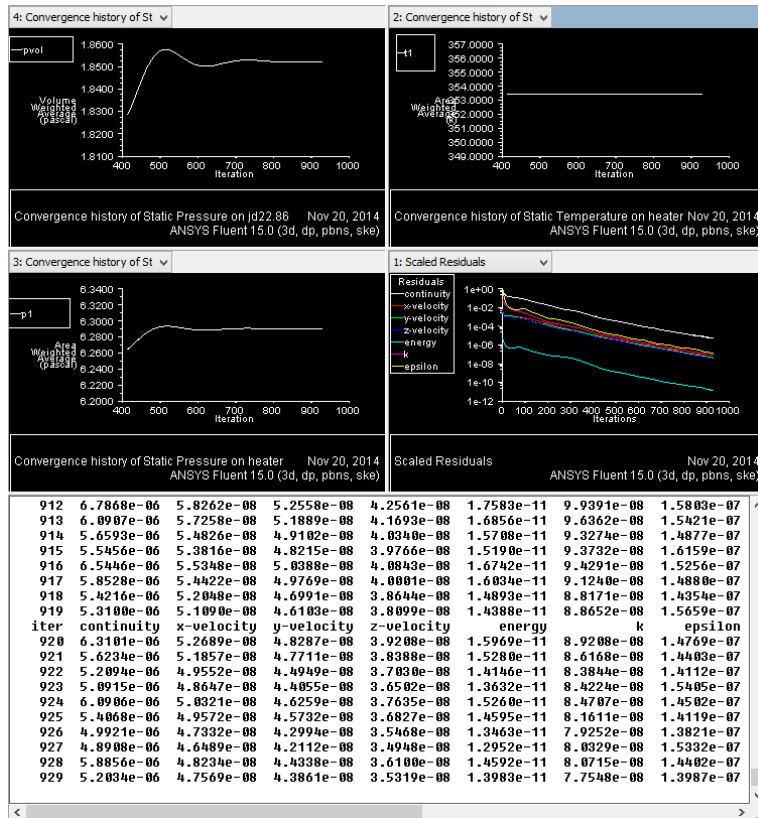 4: Convergence history of St
pvol
1.8600
1.8500
1.8300
1.8200
1.8100
Volume
Weighted
Average
(pascal)
400 500 600 700 800 900 1000
Iteration
Convergence history of Static Pressure on jd22.86 Nov 20, 2014
ANSYS Fluent 15.0 (3d, dp, pbns, ske)
2: Convergence history of St
t1
357.0000
356.0000
355.0000
354.0000
353.0000
352.0000
351.0000
350.0000
349.0000
Area
Weighted
Average
(k)
400 500 600 700 800 900 1000
Iteration
Convergence history of Static Temperature on heater Nov 20, 2014
ANSYS Fluent 15.0 (3d, dp, pbns, ske)
3: Convergence history of St
p1
6.3400
6.3200
6.3000
6.2800
6.2600
6.2400
6.2200
6.2000
Area
Weighted
Average
(pascal)
400 500 600 700 800 900 1000
Iteration
Convergence history of Static Pressure on heater Nov 20, 2014
ANSYS Fluent 15.0 (3d, dp, pbns, ske)
1: Scaled Residuals
Residuals
continuity
x-velocity
y-velocity
z-velocity
energy
k
epsilon
1e+00
1e-02
1e-04
1e-06
1e-08
1e-10
1e-12
0 100 200 300 400 500 600 700 800 900 1000
Iterations
Scaled Residuals Nov 20, 2014
ANSYS Fluent 15.0 (3d, dp, pbns, ske)
912 6.7868e-06 5.8262e-08 5.2558e-08 4.2561e-08 1.7583e-11 9.9391e-08 1.5803e-07
913 6.0907e-06 5.7258e-08 5.1889e-08 4.1693e-08 1.6856e-11 9.6362e-08 1.5421e-07
914 5.6593e-06 5.4826e-08 4.9102e-08 4.0340e-08 1.5708e-11 9.3274e-08 1.4877e-07
915 5.5456e-06 5.3816e-08 4.8215e-08 3.9766e-08 1.5190e-11 9.3732e-08 1.6159e-07
916 6.5446e-06 5.5348e-08 5.0388e-08 4.0843e-08 1.6742e-11 9.4291e-08 1.5256e-07
917 5.8528e-06 5.4422e-08 4.9769e-08 4.0001e-08 1.6034e-11 9.1240e-08 1.4880e-07
918 5.4216e-06 5.2048e-08 4.6991e-08 3.8644e-08 1.4893e-11 8.8171e-08 1.4354e-07
919 5.3100e-06 5.1090e-08 4.6103e-08 3.8099e-08 1.4388e-11 8.8652e-08 1.5659e-07
iter continuity x-velocity y-velocity z-velocity energy k epsilon
920 6.3101e-06 5.2689e-08 4.8287e-08 3.9208e-08 1.5969e-11 8.9208e-08 1.4769e-07
921 5.6234e-06 5.1857e-08 4.7711e-08 3.8388e-08 1.5280e-11 8.6168e-08 1.4403e-07
922 5.2094e-06 4.9552e-08 4.4949e-08 3.7030e-08 1.4146e-11 8.3844e-08 1.4112e-07
923 5.0915e-06 4.8647e-08 4.4055e-08 3.6502e-08 1.3632e-11 8.4224e-08 1.5405e-07
924 6.0906e-06 5.0321e-08 4.6259e-08 3.7635e-08 1.5260e-11 8.4707e-08 1.4502e-07
925 5.4068e-06 4.9572e-08 4.5732e-08 3.6827e-08 1.4595e-11 8.1611e-08 1.4119e-07
926 4.9921e-06 4.7332e-08 4.2994e-08 3.5468e-08 1.3463e-11 7.9252e-08 1.3821e-07
927 4.8908e-06 4.6489e-08 4.2112e-08 3.4948e-08 1.2952e-11 8.0329e-08 1.5332e-07
928 5.8856e-06 4.8234e-08 4.4338e-08 3.6100e-08 1.4592e-11 8.0715e-08 1.4402e-07
929 5.2034e-06 4.7569e-08 4.3861e-08 3.5319e-08 1.3983e-11 7.7548e-08 1.3987e-07